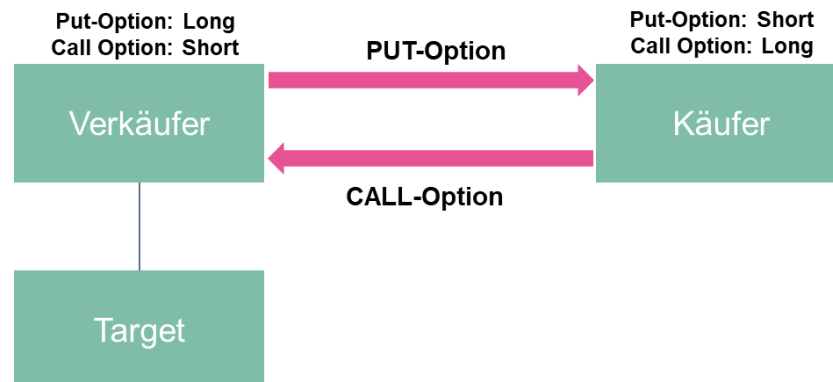 Put-Option: Long
Call Option: Short
Put-Option: Short
Call Option: Long
PUT-Option
Verkäufer
Käufer
CALL-Option
Target